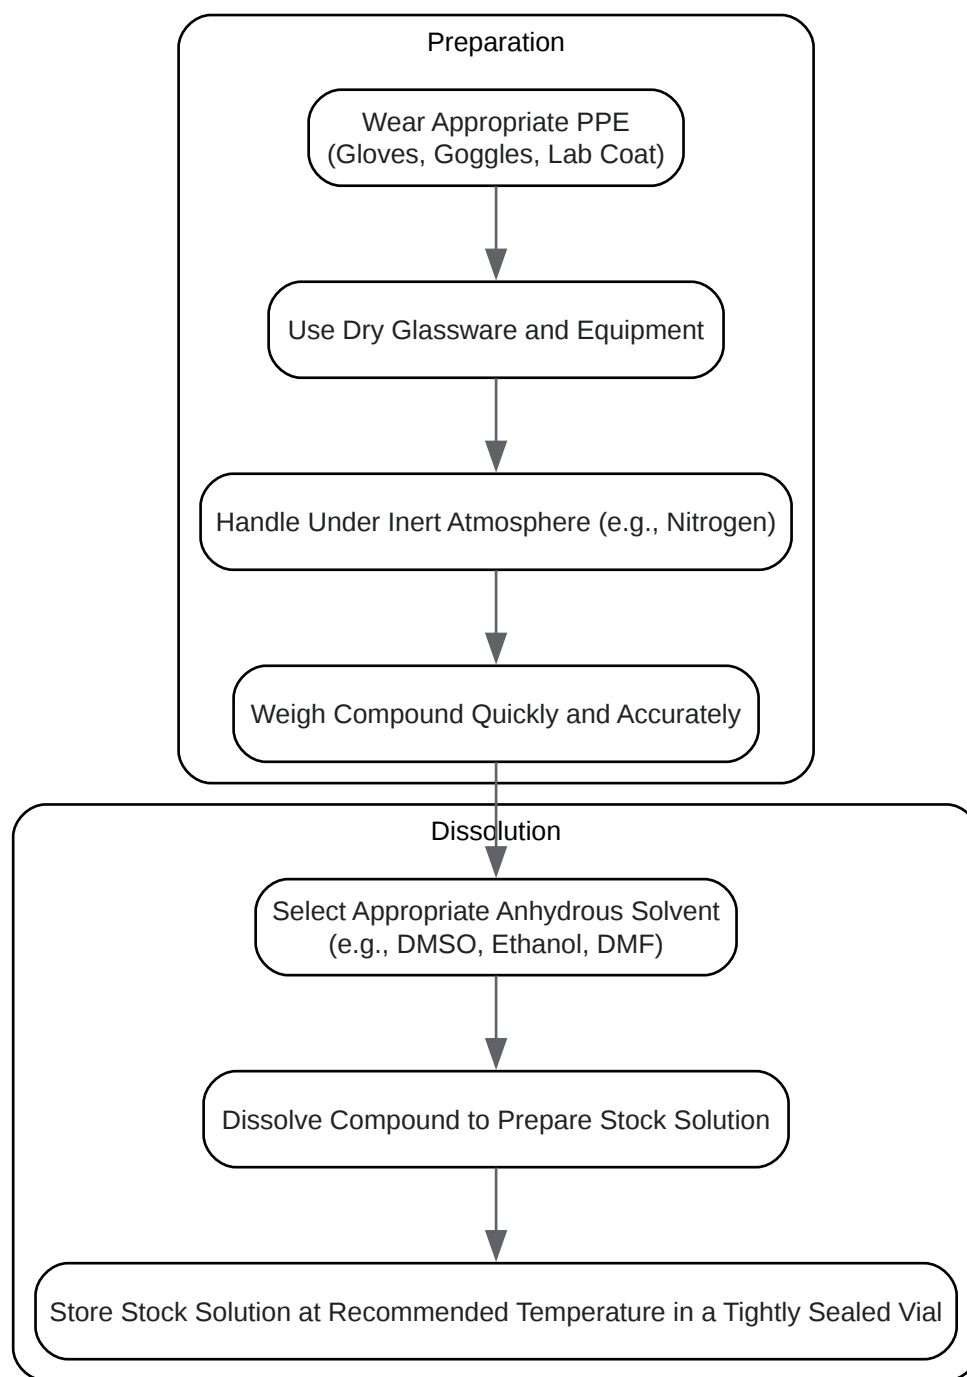 Preparation
Wear Appropriate PPE
(Gloves, Goggles, Lab Coat)
Use Dry Glassware and Equipment
Handle Under Inert Atmosphere (e.g., Nitrogen)
Weigh Compound Quickly and Accurately
Dissolution
Select Appropriate Anhydrous Solvent
(e.g., DMSO, Ethanol, DMF)
Dissolve Compound to Prepare Stock Solution
Store Stock Solution at Recommended Temperature in a Tightly Sealed Vial